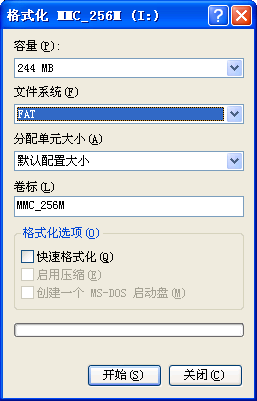 格式化 MMC_256M (I:)
容量(P):
244 MB
文件系统(F)
FAT
分配单元大小(A)
默认配置大小
卷标(L)
MMC_256M
格式化选项(O)
快速格式化(Q)
启用压缩(E)
创建一个 MS-DOS 启动盘(M)
开始(S)
关闭(C)